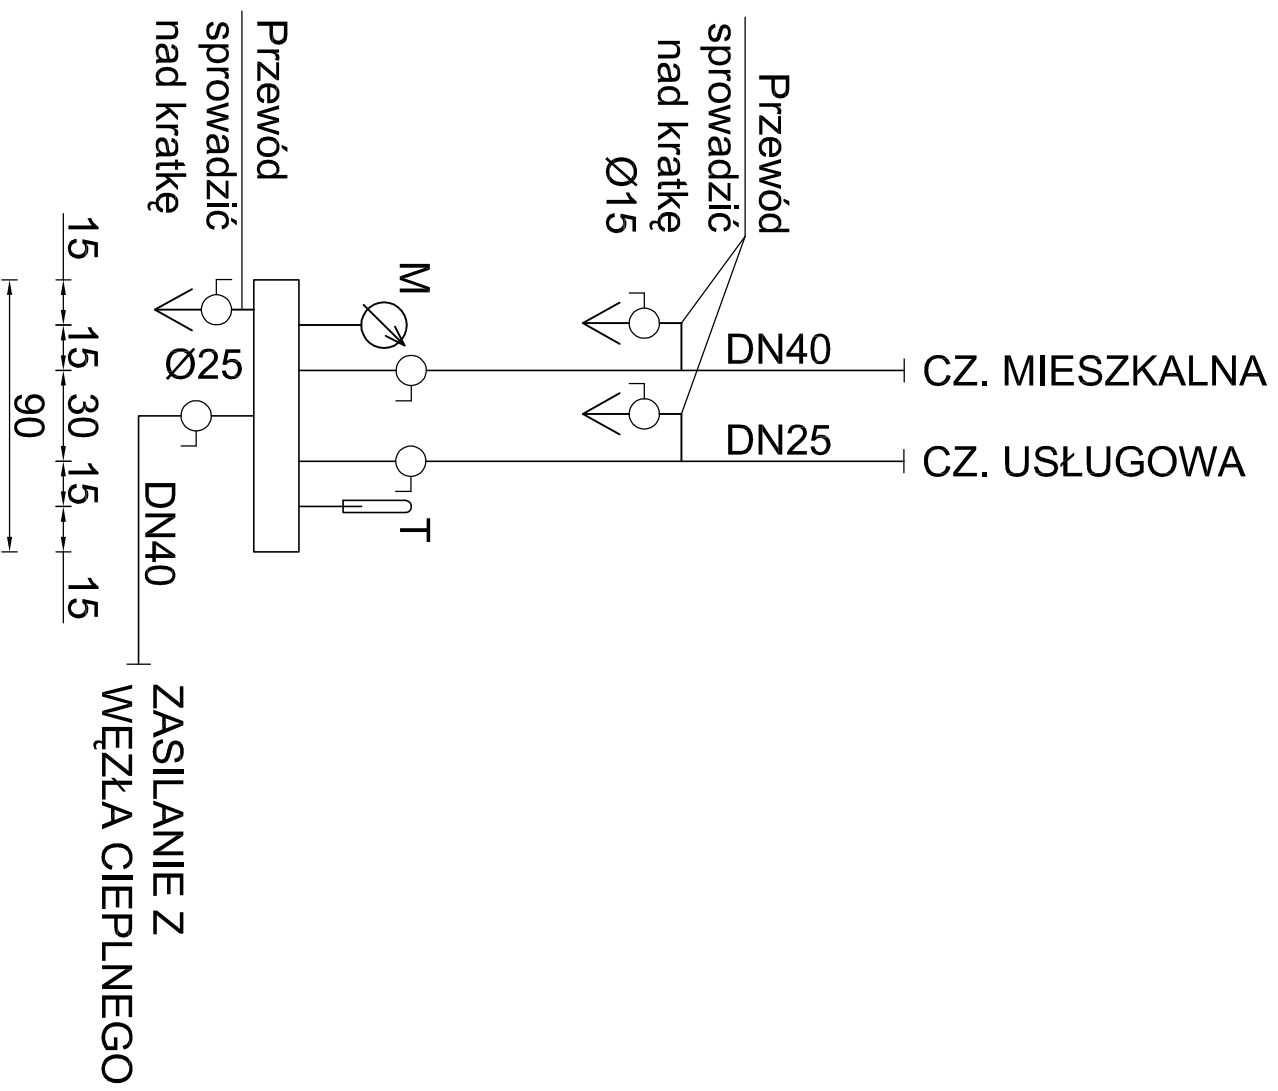 Przewód
sprowadzić
nad kratkę
Ø15
Przewód
sprowadzić
nad kratkę
M
DN40
CZ. MIESZKALNA
DN25
CZ. USŁUGOWA
T
Ø25
DN40
ZASILANIE Z
WĘZŁA CIEPLNEGO
15
15
30
15
15
90